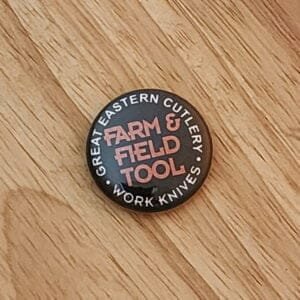 GREAT EASTERN CUTLERY
FARM &
FIELD
TOOL
• WORK KNIVES •